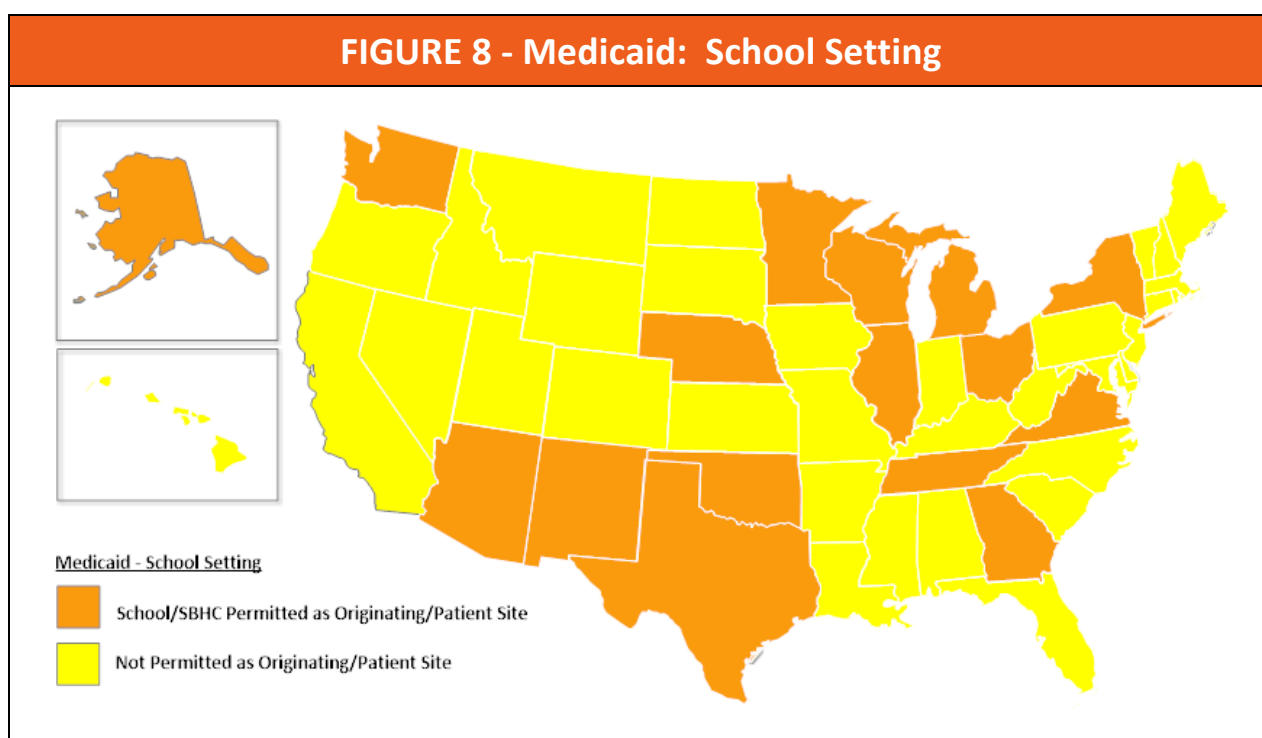 FIGURE 8 - Medicaid:  School Setting
Medicaid - School Setting
School/SBHC Permitted as Originating/Patient Site
Not Permitted as Originating/Patient Site